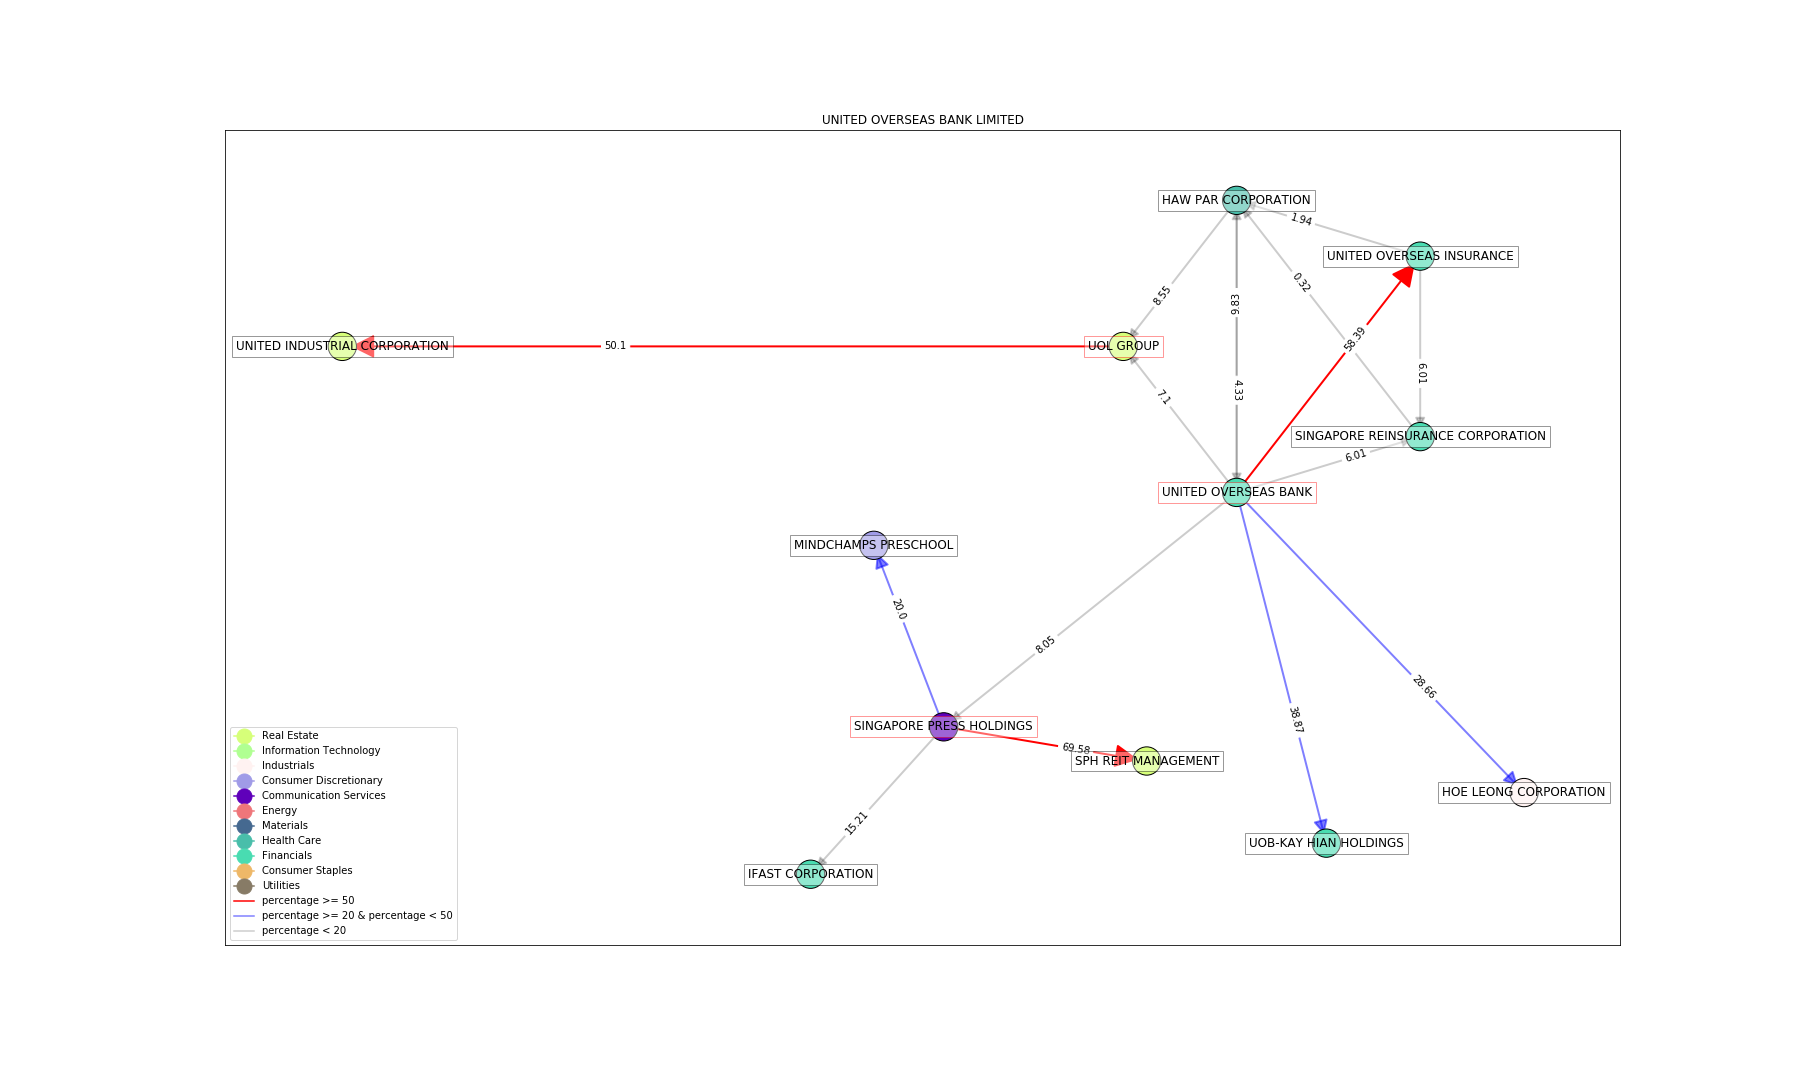 UNITED OVERSEAS BANK LIMITED
HAW PAR CORPORATION
1.94
UNITED OVERSEAS INSURANCE
0.32
8.55
9.83
58.39
UNITED INDUSTRIAL CORPORATION
50.1
UOL GROUP
6.01
4.33
7.1
SINGAPORE REINSURANCE CORPORATION
6.01
UNITED OVERSEAS BANK
MINDCHAMPS PRESCHOOL
20.0
8.05
28.66
38.87
SINGAPORE PRESS HOLDINGS
69.58
SPH REIT MANAGEMENT
HOE LEONG CORPORATION
15.21
UOB-KAY HIAN HOLDINGS
IFAST CORPORATION
Real Estate
Information Technology
Industrials
Consumer Discretionary
Communication Services
Energy
Materials
Health Care
Financials
Consumer Staples
Utilities
percentage >= 50
percentage >= 20 & percentage < 50
percentage < 20